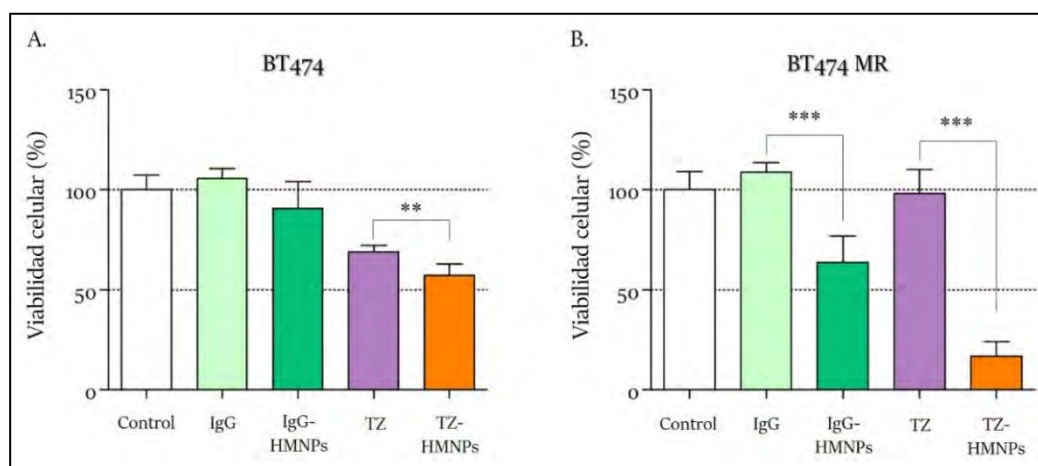 A.
BT474
Viabilidad celular (%)
150
100
50
0
**
Control
IgG
IgG-
HMNPs
TZ
TZ-
HMNPs
B.
BT474 MR
Viabilidad celular (%)
150
100
50
0
***
***
Control
IgG
IgG-
HMNPs
TZ
TZ-
HMNPs